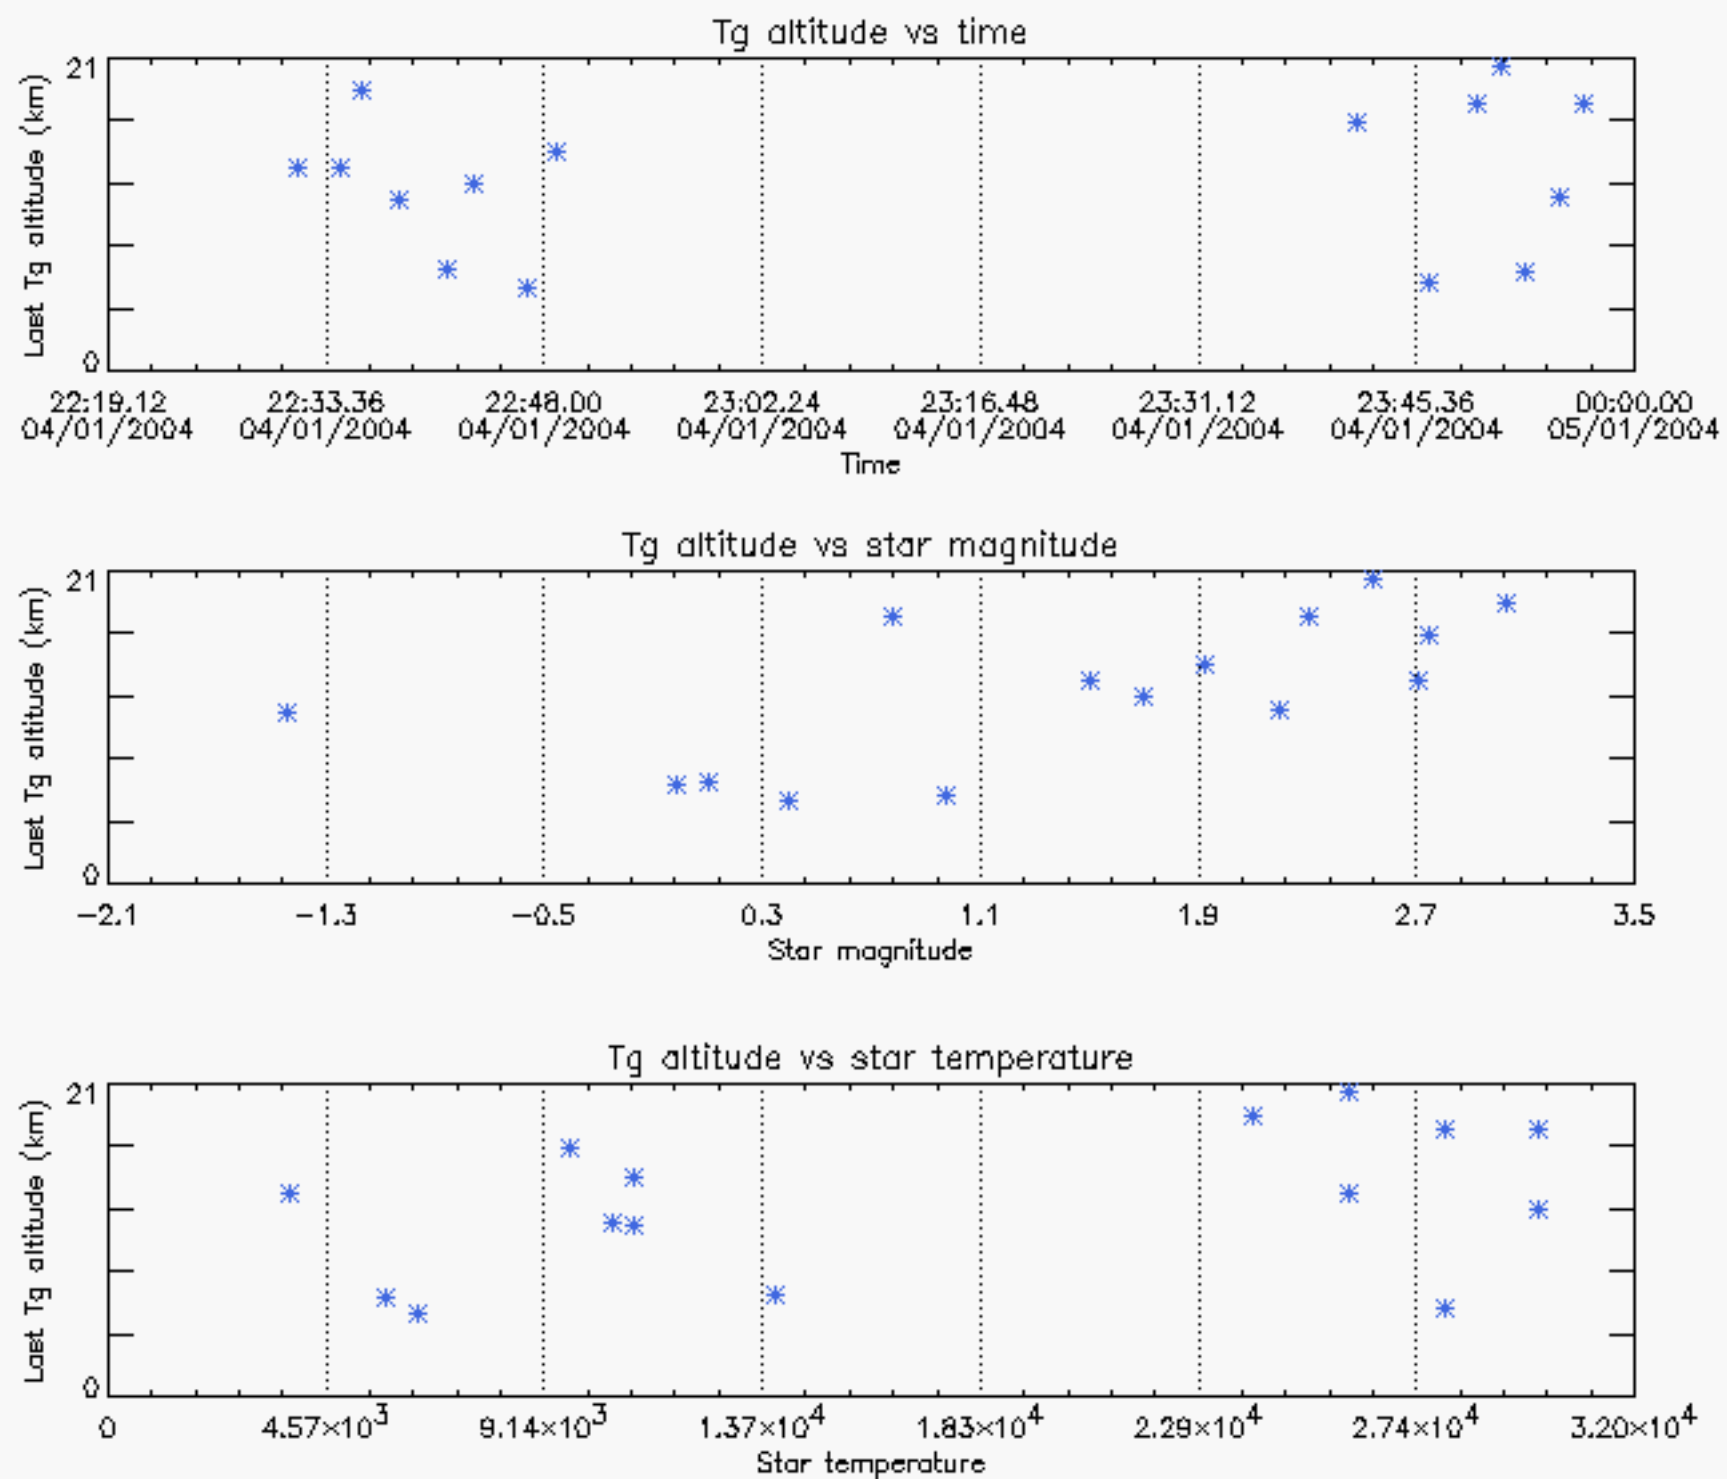 Tg altitude vs time
21
Last Tg altitude (km)
0
22:19.12 22:33.36 22:48.00 23:02.24 23:16.48 23:31.12 23:45.36 00:00.00
04/01/2004 04/01/2004 04/01/2004 04/01/2004 04/01/2004 04/01/2004 04/01/2004 05/01/2004
Time
Tg altitude vs star magnitude
21
Last Tg altitude (km)
0
−2.1 −1.3 −0.5 0.3 1.1 1.9 2.7 3.5
Star magnitude
Tg altitude vs star temperature
21
Last Tg altitude (km)
0
0 4.57×10³ 9.14×10³ 1.37×10⁴ 1.83×10⁴ 2.29×10⁴ 2.74×10⁴ 3.20×10⁴
Star temperature